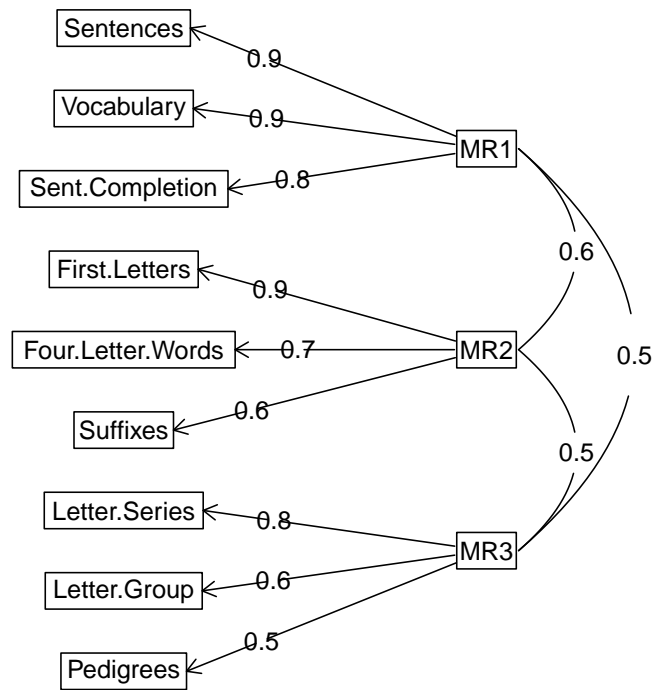 Sentences
0.9
Vocabulary
0.9
MR1
Sent.Completion
0.8
0.6
First.Letters
0.9
Four.Letter.Words
0.7
MR2
0.5
Suffixes
0.6
0.5
Letter.Series
0.8
MR3
Letter.Group
0.6
0.5
Pedigrees